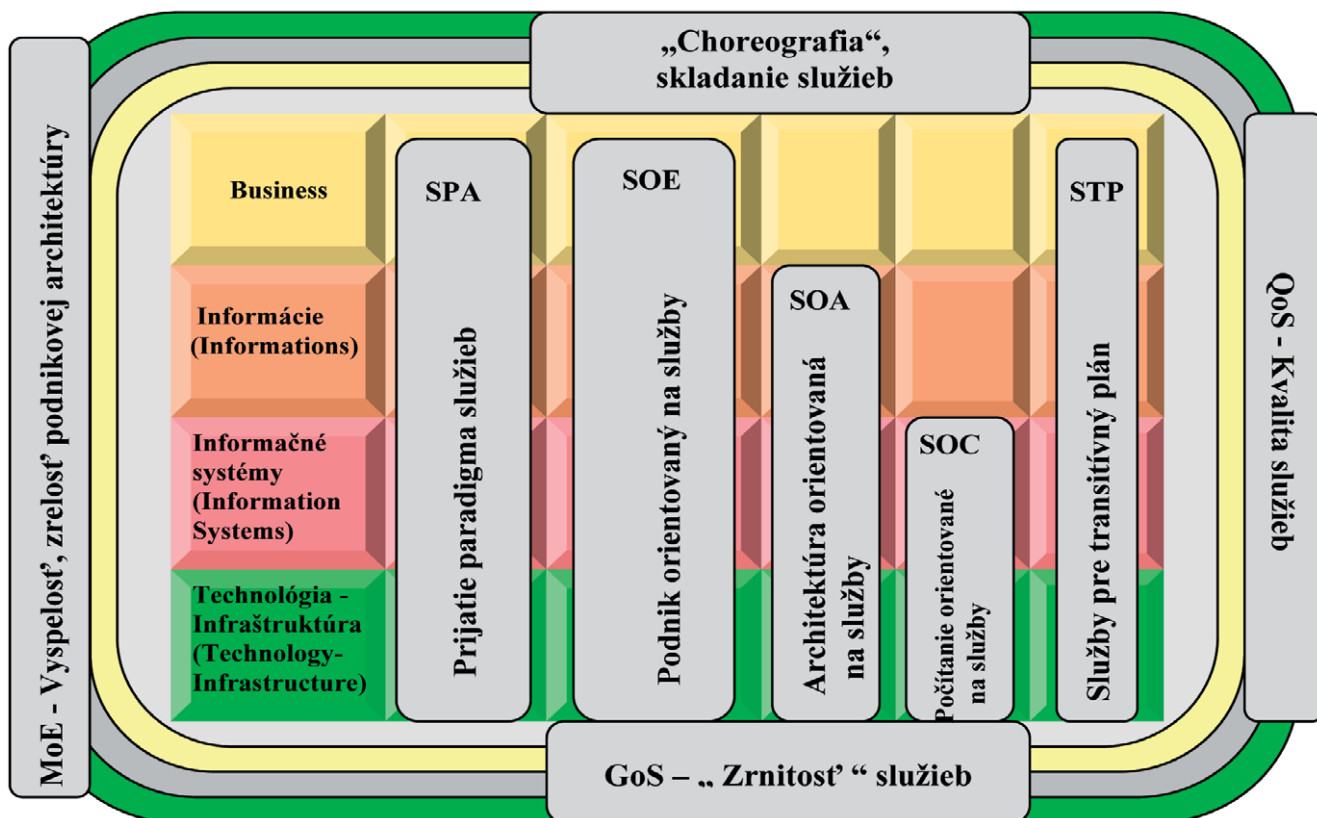 „Choreografia“,
skladanie služieb
MoE - Vyspelosť, zrelosť podnikovej architektúry
Business
Informácie
(Informations)
Informačné
systémy
(Information
Systems)
Technológia -
Infraštruktúra
(Technology-
Infrastructure)
SPA
Prijatie paradigma služieb
SOE
Podnik orientovaný na služby
SOA
Architektúra orientovaná
na služby
SOC
Počítanie orientované
na služby
STP
Služby pre transitívny plán
QoS - Kvalita služieb
GoS – „ Zrnitosť “ služieb